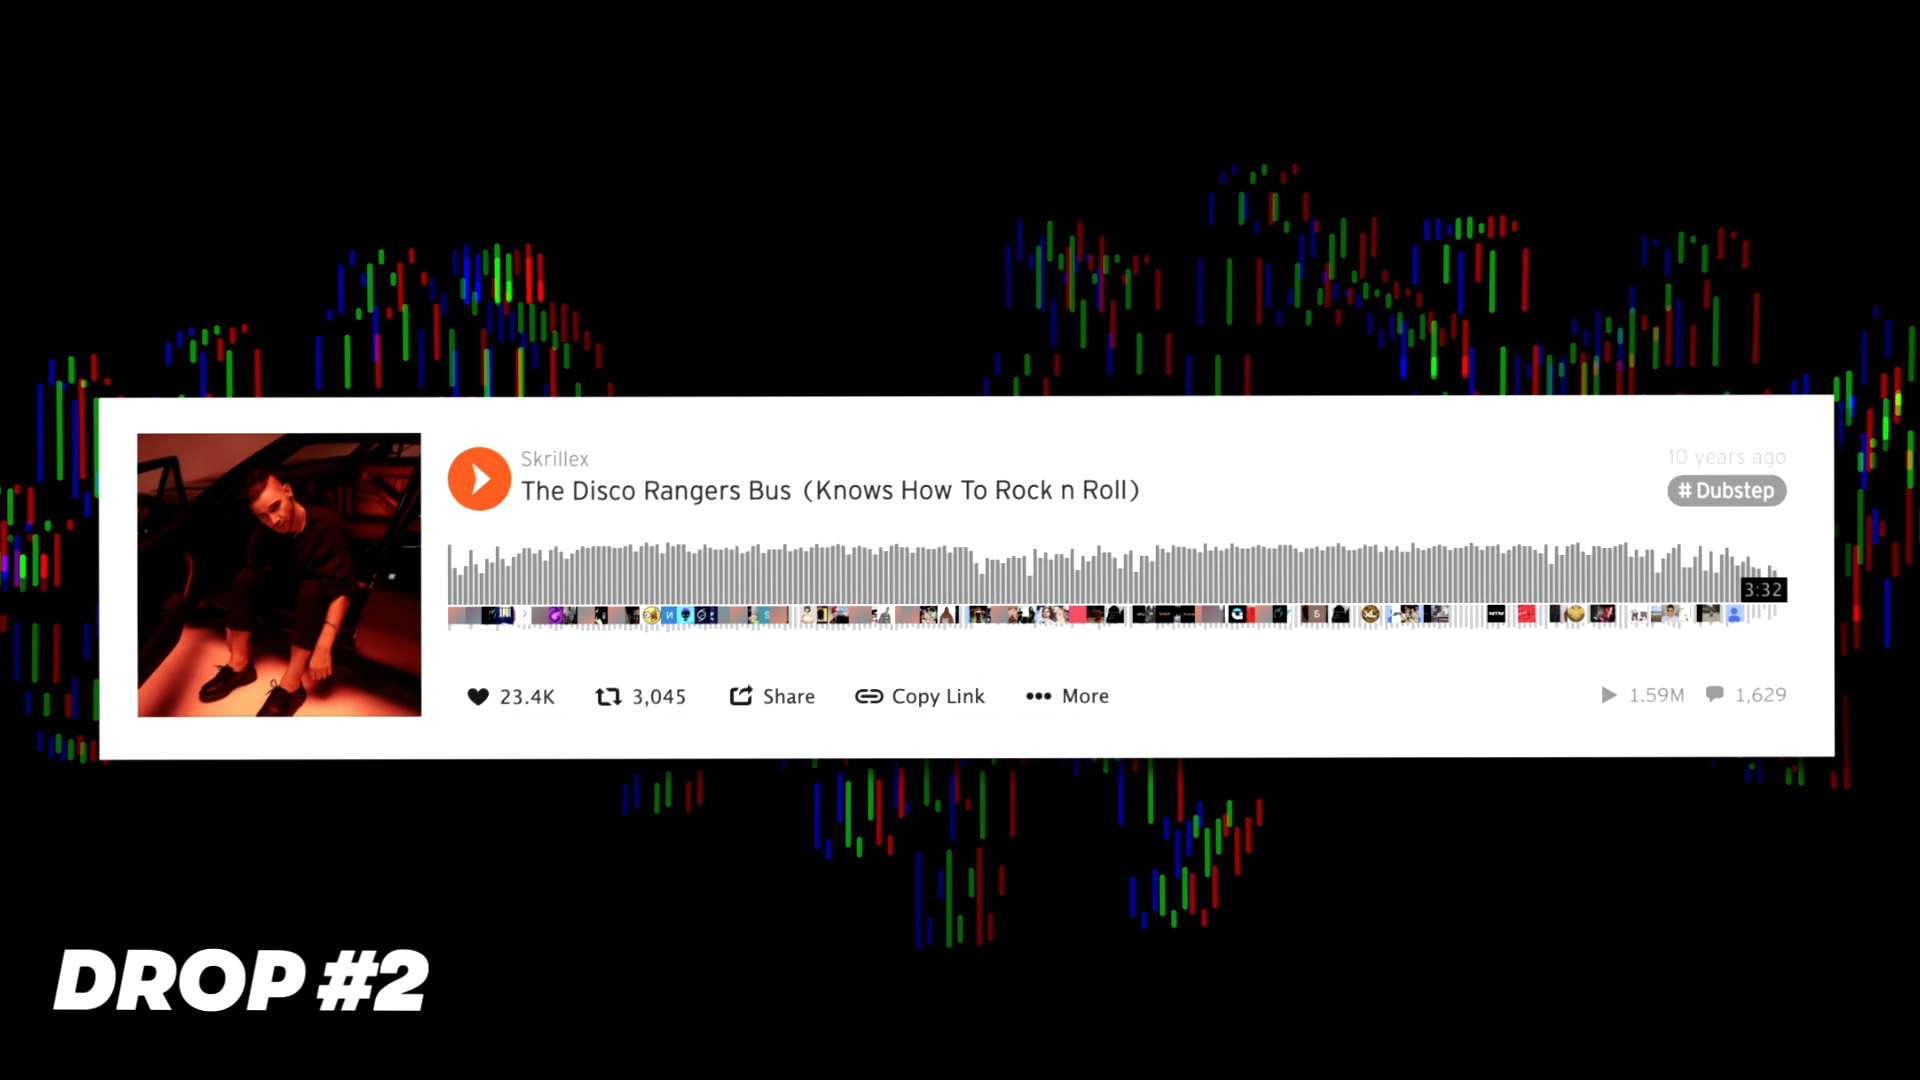 Skrillex
10 years ago
The Disco Rangers Bus (Knows How To Rock n Roll)
# Dubstep
3:32
23.4K
3,045
Share
Copy Link
More
1.59M
1,629
DROP #2